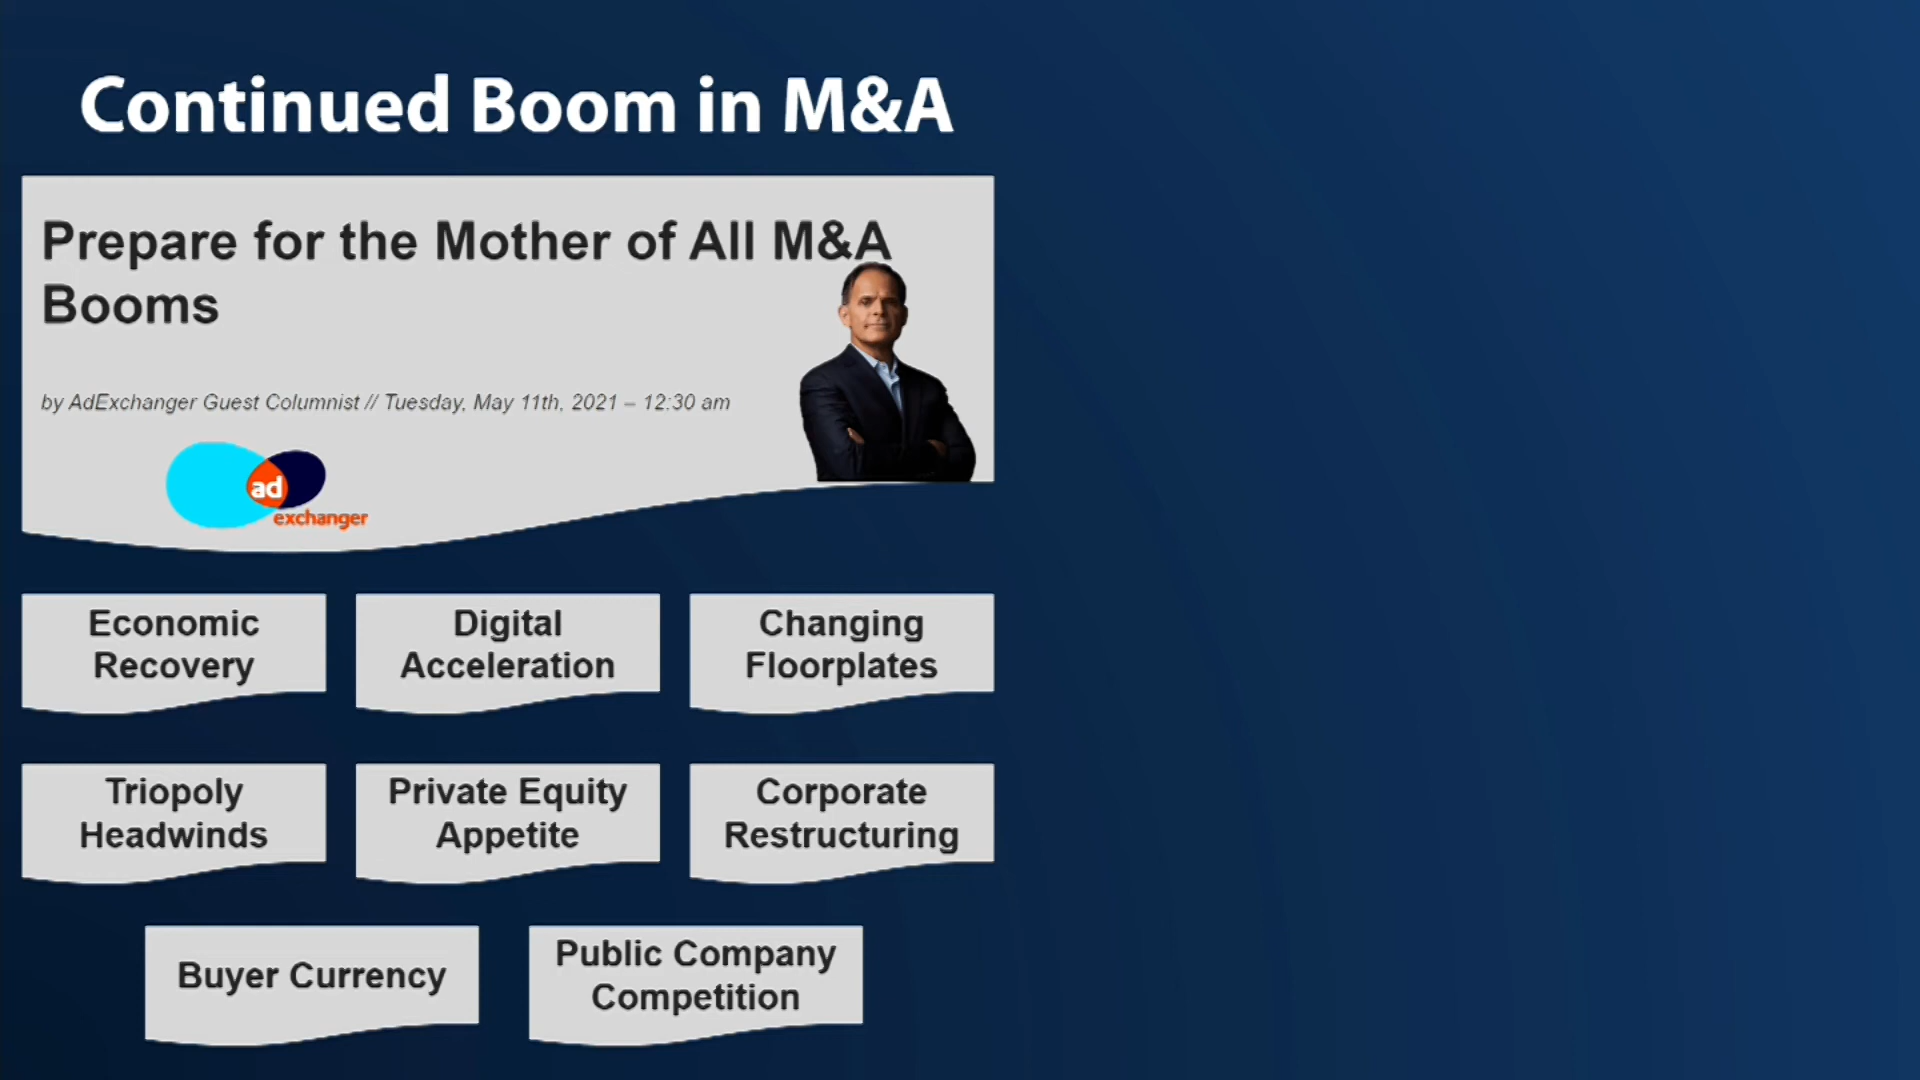 Continued Boom in M&A
Prepare for the Mother of All M&A
Booms
by AdExchanger Guest Columnist // Tuesday, May 11th, 2021 – 12:30 am
ad
exchanger
Economic
Recovery
Digital
Acceleration
Changing
Floorplates
Triopoly
Headwinds
Private Equity
Appetite
Corporate
Restructuring
Buyer Currency
Public Company
Competition